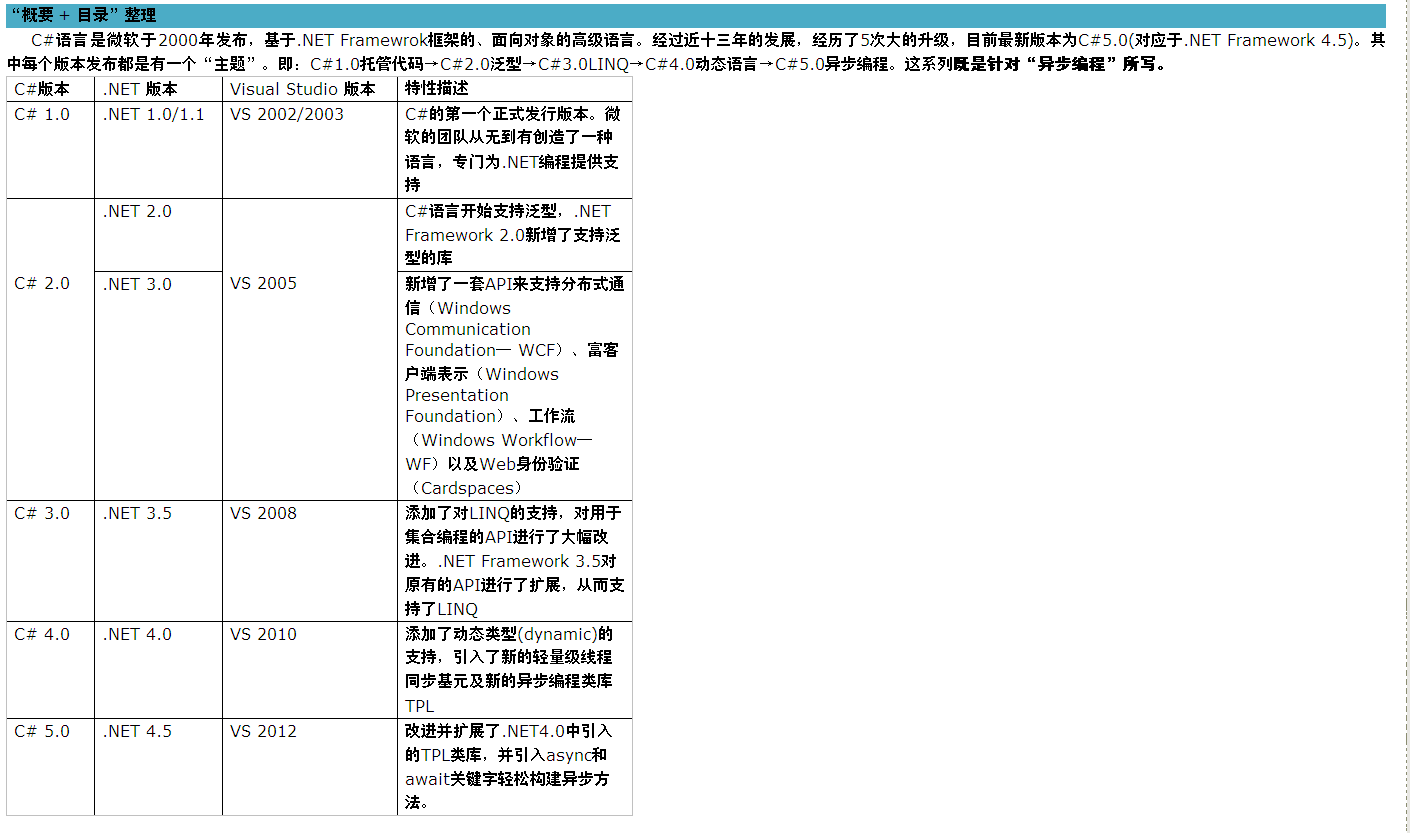 “概要 + 目录”整理
C#语言是微软于2000年发布，基于.NET Framewrok框架的、面向对象的高级语言。经过近十三年的发展，经历了5次大的升级，目前最新版本为C#5.0(对应于.NET Framework 4.5)。其
中每个版本发布都是有一个“主题”。即：C#1.0托管代码→C#2.0泛型→C#3.0LINQ→C#4.0动态语言→C#5.0异步编程。这系列既是针对“异步编程”所写。
C#版本 .NET 版本 Visual Studio 版本 特性描述
C# 1.0 .NET 1.0/1.1 VS 2002/2003 C#的第一个正式发行版本。微
软的团队从无到有创造了一种
语言，专门为.NET编程提供支
持
.NET 2.0 C#语言开始支持泛型，.NET
Framework 2.0新增了支持泛
型的库
C# 2.0 .NET 3.0 VS 2005 新增了一套API来支持分布式通
信（Windows
Communication
Foundation— WCF）、富客
户端表示（Windows
Presentation
Foundation）、工作流
（Windows Workflow—
WF）以及Web身份验证
（Cardspaces）
C# 3.0 .NET 3.5 VS 2008 添加了对LINQ的支持，对用于
集合编程的API进行了大幅改
进。.NET Framework 3.5对
原有的API进行了扩展，从而支
持了LINQ
C# 4.0 .NET 4.0 VS 2010 添加了动态类型(dynamic)的
支持，引入了新的轻量级线程
同步基元及新的异步编程类库
TPL
C# 5.0 .NET 4.5 VS 2012 改进并扩展了.NET4.0中引入
的TPL类库，并引入async和
await关键字轻松构建异步方
法。